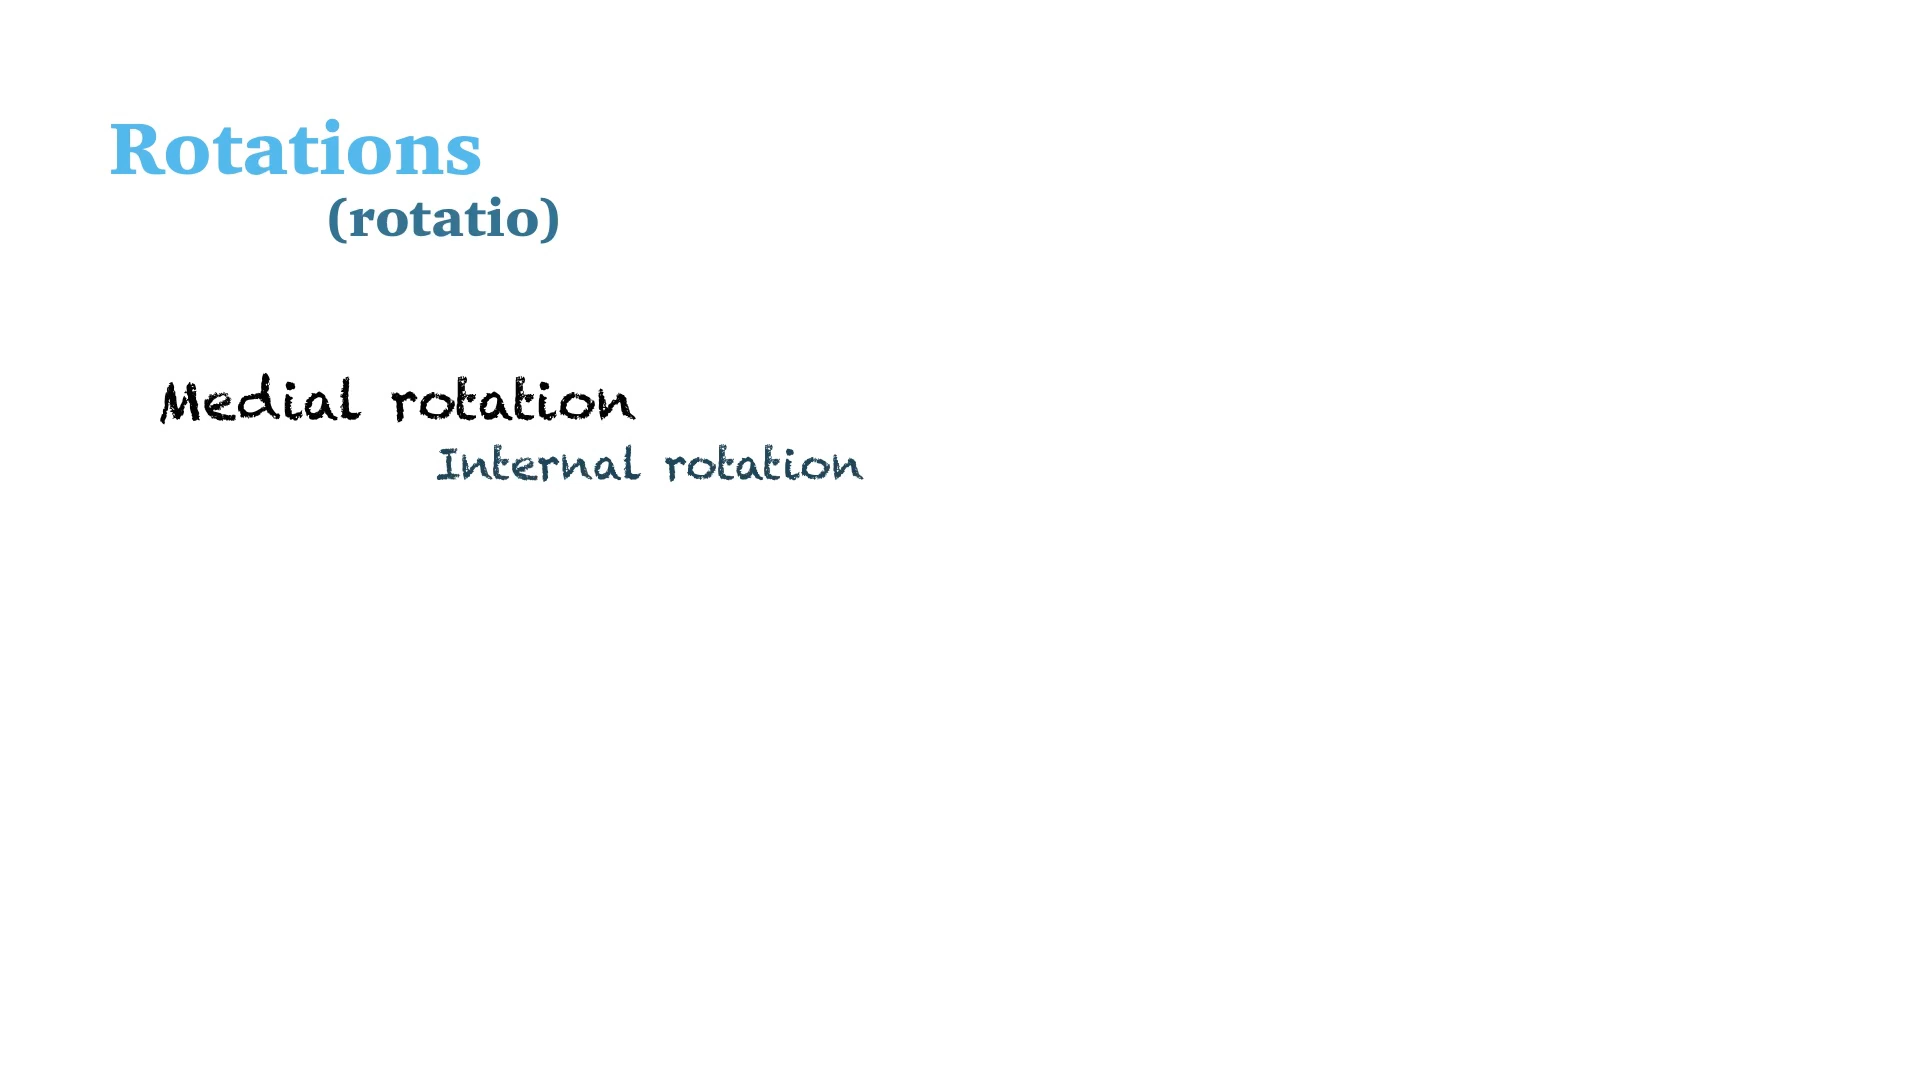 Rotations
(rotatio)
Medial rotation
Internal rotation